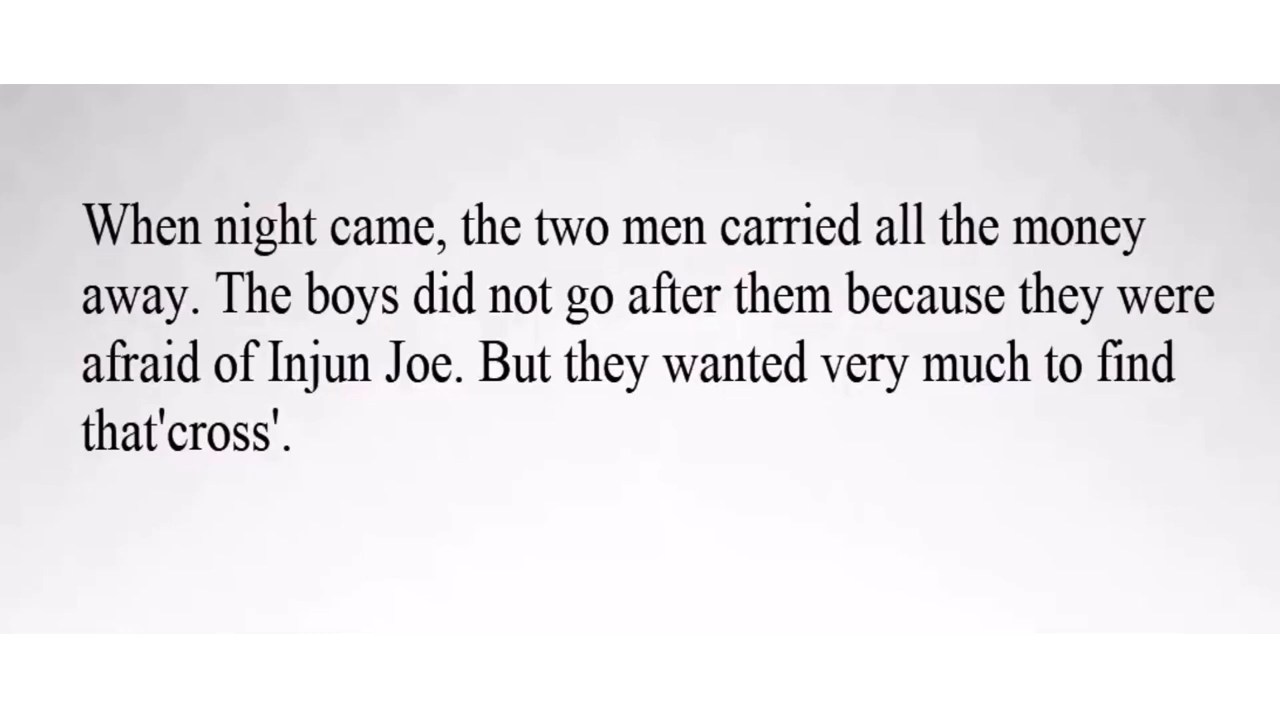 When night came, the two men carried all the money
away. The boys did not go after them because they were
afraid of Injun Joe. But they wanted very much to find
that'cross'.